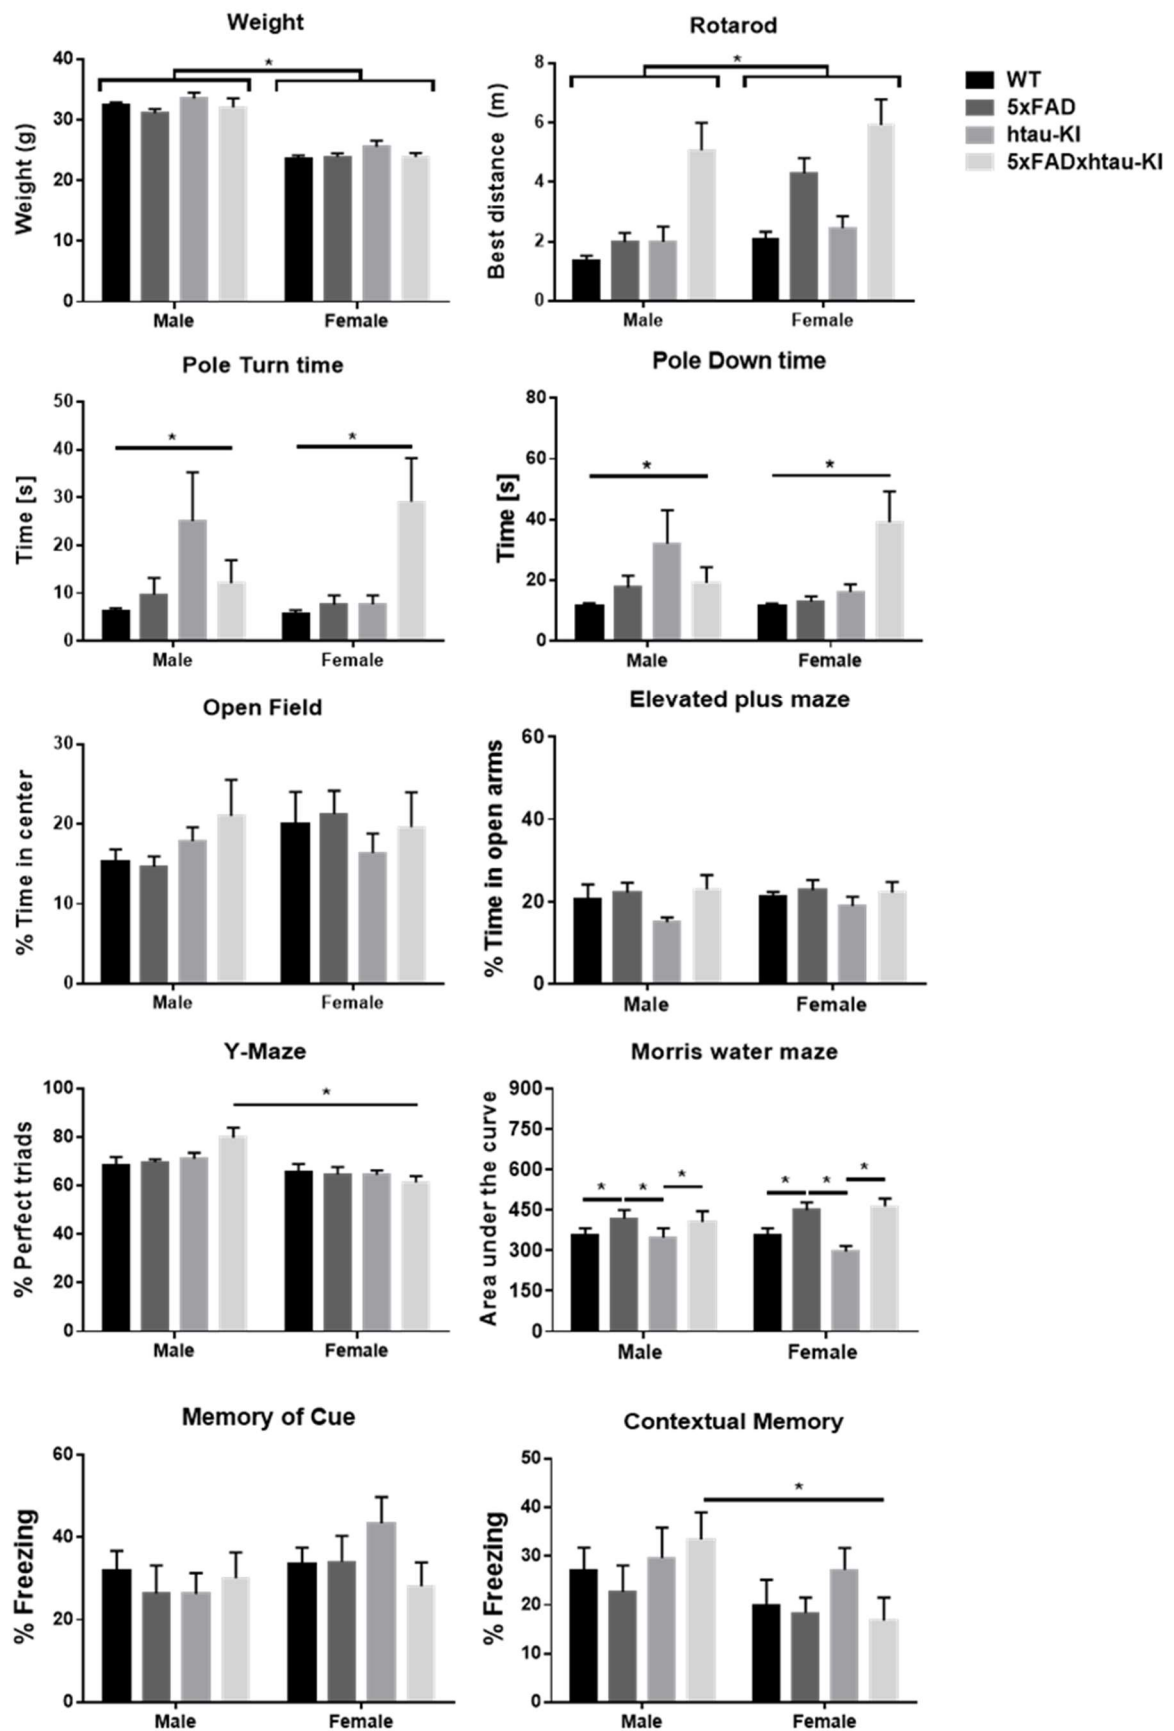 Weight
*
Weight (g)
40
30
20
10
0
Male
Female
Rotarod
*
Best distance (m)
8
6
4
2
0
Male
Female
WT
5xFAD
htau-KI
5xFADxhtau-KI
Pole Turn time
*
*
Time [s]
50
40
30
20
10
0
Male
Female
Pole Down time
*
*
Time [s]
80
60
40
20
0
Male
Female
Open Field
% Time in center
30
20
10
0
Male
Female
Elevated plus maze
% Time in open arms
60
40
20
0
Male
Female
Y-Maze
*
% Perfect triads
100
80
60
40
20
0
Male
Female
Morris water maze
* * *
* * *
Area under the curve
900
750
600
450
300
150
0
Male
Female
Memory of Cue
% Freezing
60
40
20
0
Male
Female
Contextual Memory
*
% Freezing
50
40
30
20
10
0
Male
Female